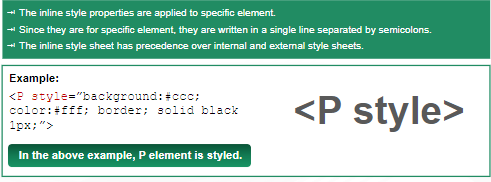 The inline style properties are applied to specific element.
Since they are for specific element, they are written in a single line separated by semicolons.
The inline style sheet has precedence over internal and external style sheets.
Example:
<P style=”background:#ccc;
color:#fff; border; solid black
1px;”>
<P style>
In the above example, P element is styled.